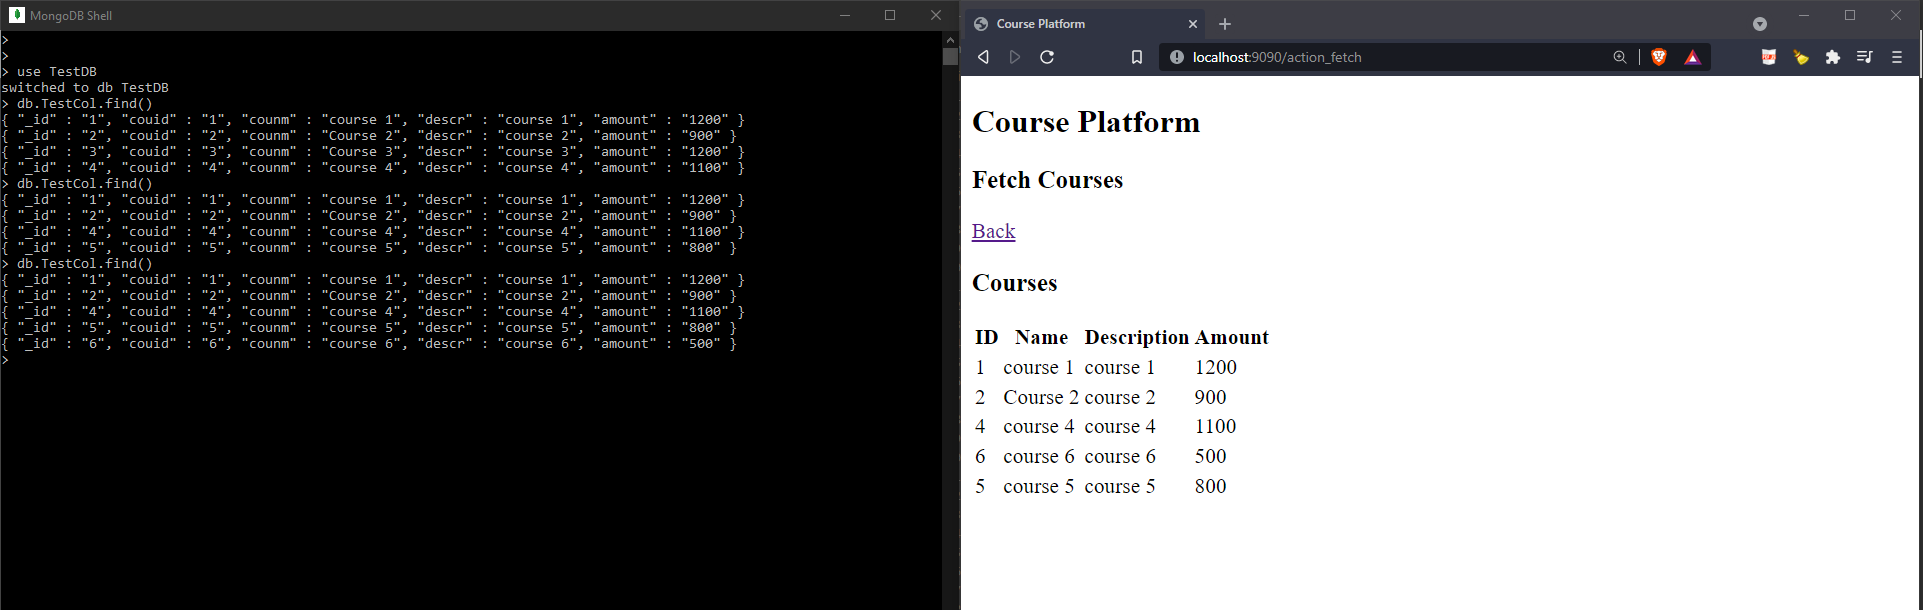 MongoDB Shell
>
>
> use TestDB
switched to db TestDB
> db.TestCol.find()
{ "_id" : "1", "couid" : "1", "counm" : "course 1", "descr" : "course 1", "amount" : "1200" }
{ "_id" : "2", "couid" : "2", "counm" : "Course 2", "descr" : "course 2", "amount" : "900" }
{ "_id" : "3", "couid" : "3", "counm" : "Course 3", "descr" : "course 3", "amount" : "1200" }
{ "_id" : "4", "couid" : "4", "counm" : "course 4", "descr" : "course 4", "amount" : "1100" }
> db.TestCol.find()
{ "_id" : "1", "couid" : "1", "counm" : "course 1", "descr" : "course 1", "amount" : "1200" }
{ "_id" : "2", "couid" : "2", "counm" : "Course 2", "descr" : "course 2", "amount" : "900" }
{ "_id" : "4", "couid" : "4", "counm" : "course 4", "descr" : "course 4", "amount" : "1100" }
{ "_id" : "5", "couid" : "5", "counm" : "course 5", "descr" : "course 5", "amount" : "800" }
> db.TestCol.find()
{ "_id" : "1", "couid" : "1", "counm" : "course 1", "descr" : "course 1", "amount" : "1200" }
{ "_id" : "2", "couid" : "2", "counm" : "Course 2", "descr" : "course 2", "amount" : "900" }
{ "_id" : "4", "couid" : "4", "counm" : "course 4", "descr" : "course 4", "amount" : "1100" }
{ "_id" : "5", "couid" : "5", "counm" : "course 5", "descr" : "course 5", "amount" : "800" }
{ "_id" : "6", "couid" : "6", "counm" : "course 6", "descr" : "course 6", "amount" : "500" }
>
Course Platform
localhost:9090/action_fetch
Course Platform
Fetch Courses
Back
Courses
ID Name Description Amount
1 course 1 course 1 1200
2 Course 2 course 2 900
4 course 4 course 4 1100
6 course 6 course 6 500
5 course 5 course 5 800